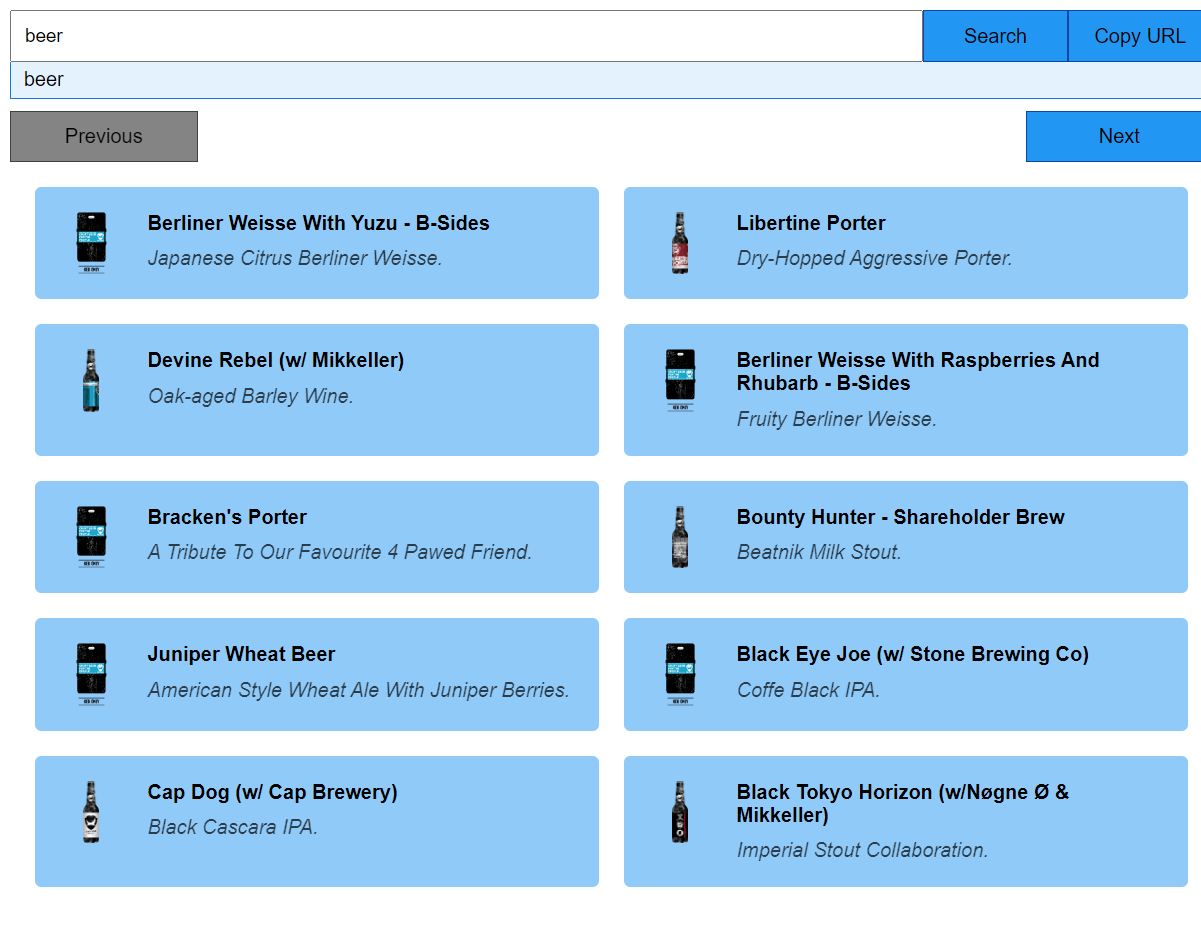 beer
Search
Copy URL
beer
Previous
Next
Berliner Weisse With Yuzu - B-Sides
Japanese Citrus Berliner Weisse.
Libertine Porter
Dry-Hopped Aggressive Porter.
Devine Rebel (w/ Mikkeller)
Oak-aged Barley Wine.
Berliner Weisse With Raspberries And
Rhubarb - B-Sides
Fruity Berliner Weisse.
Bracken's Porter
A Tribute To Our Favourite 4 Pawed Friend.
Bounty Hunter - Shareholder Brew
Beatnik Milk Stout.
Juniper Wheat Beer
American Style Wheat Ale With Juniper Berries.
Black Eye Joe (w/ Stone Brewing Co)
Coffe Black IPA.
Cap Dog (w/ Cap Brewery)
Black Cascara IPA.
Black Tokyo Horizon (w/Nøgne Ø &
Mikkeller)
Imperial Stout Collaboration.